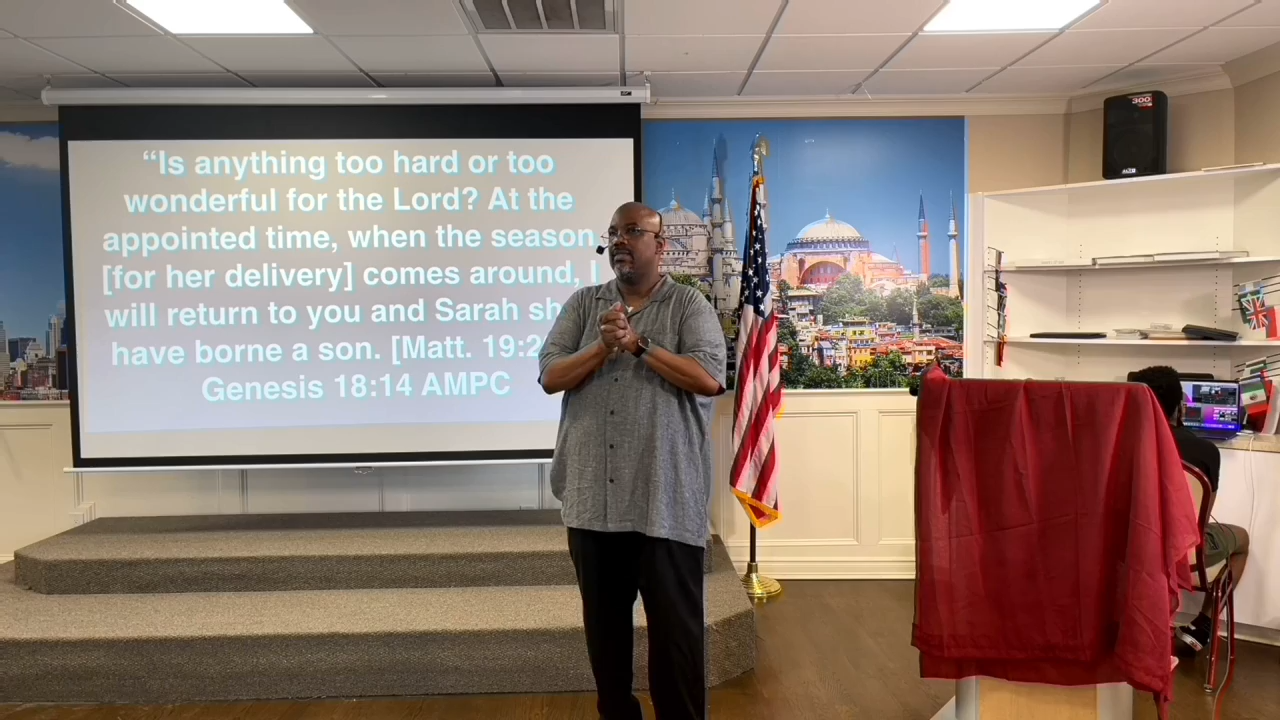 “Is anything too hard or too
wonderful for the Lord? At the
appointed time, when the season
[for her delivery] comes around, I
will return to you and Sarah
have borne a son. [Matt.
Genesis 18:14 AMPC
300